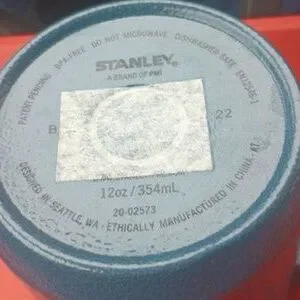 PATENT PENDING BPA-FREE DO NOT MICROWAVE DISHWASHER SAFE
STANLEY
A BRAND OF PMI
B 22
12oz / 354mL
20-02573
DESIGNED IN SEATTLE, WA - ETHICALLY MANUFACTURED IN CHINA